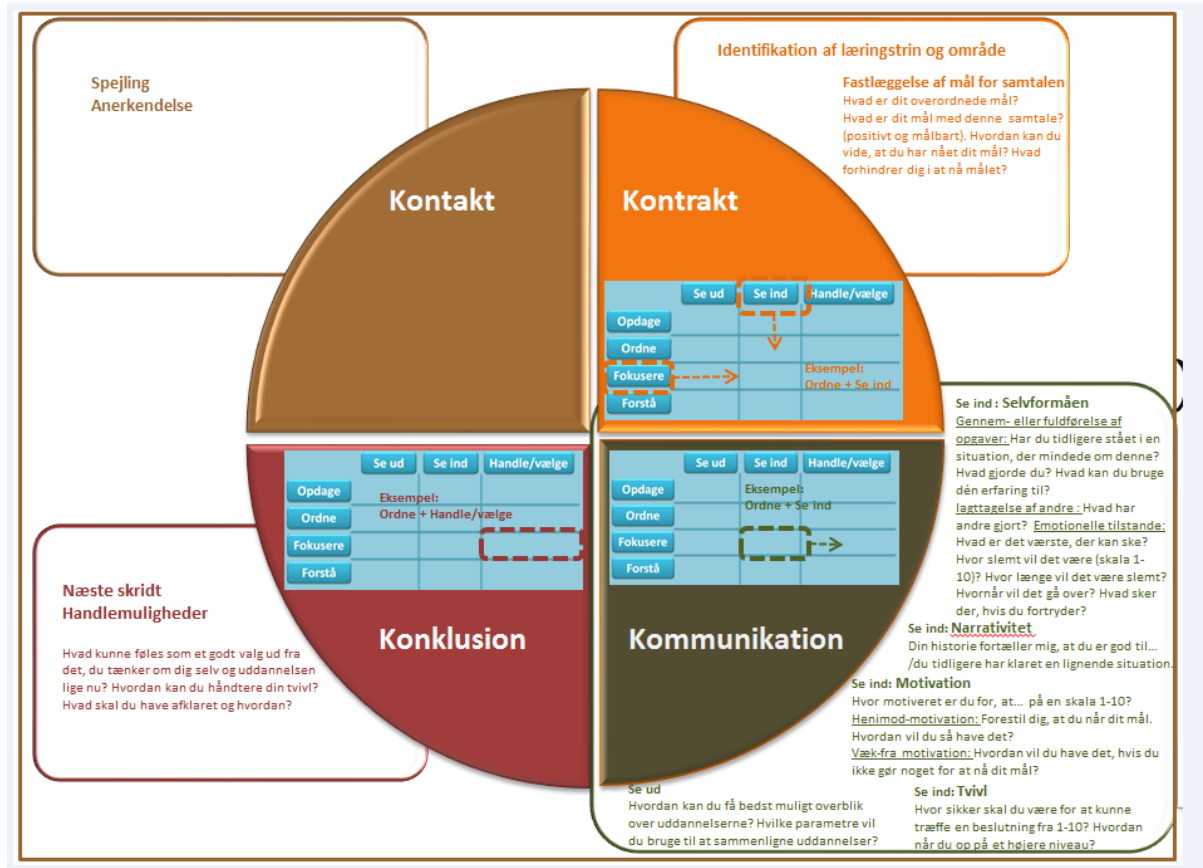 Spejling
Anerkendelse
Kontakt
Identifikation af læringstrin og område
Fastlæggelse af mål for samtalen
Hvad er dit overordnede mål?
Hvad er dit mål med denne samtale?
(positivt og målbart). Hvordan kan du
vide, at du har nået dit mål? Hvad
forhindrer dig i at nå målet?
Kontrakt
Se ud Se ind Handle/vælge
Opdage
Ordne
Fokusere
Forstå
Eksempel:
Ordne + Se ind
Se ud Se ind Handle/vælge
Opdage
Ordne
Fokusere
Forstå
Eksempel:
Ordne + Handle/vælge
Konklusion
Næste skridt
Handlemuligheder
Hvad kunne føles som et godt valg ud fra
det, du tænker om dig selv og uddannelsen
lige nu? Hvordan kan du håndtere din tvivl?
Hvad skal du have afklaret og hvordan?
Se ud Se ind Handle/vælge
Opdage
Ordne
Fokusere
Forstå
Eksempel:
Ordne + Se ind
Kommunikation
Se ind : Selvformåen
Gennem- eller fuldførelse af
opgaver: Har du tidligere stået i en
situation, der mindede om denne?
Hvad gjorde du? Hvad kan du bruge
dén erfaring til?
Iagttagelse af andre : Hvad har
andre gjort? Emotionelle tilstande:
Hvad er det værste, der kan ske?
Hvor slemt vil det være (skala 1-
10)? Hvor længe vil det være slemt?
Hvornår vil det gå over? Hvad sker
der, hvis du fortryder?
Se ind: Narrativitet
Din historie fortæller mig, at du er god til...
/du tidligere har klaret en lignende situation.
Se ind: Motivation
Hvor motiveret er du for, at... på en skala 1-10?
Henimod-motivation: Forestil dig, at du når dit mål.
Hvordan vil du så have det?
Væk-fra motivation: Hvordan vil du have det, hvis du
ikke gør noget for at nå dit mål?
Se ud
Hvordan kan du få bedst muligt overblik
over uddannelserne? Hvilke parametre vil
du bruge til at sammenligne uddannelser?
Se ind: Tvivl
Hvor sikker skal du være for at kunne
træffe en beslutning fra 1-10? Hvordan
når du op på et højere niveau?